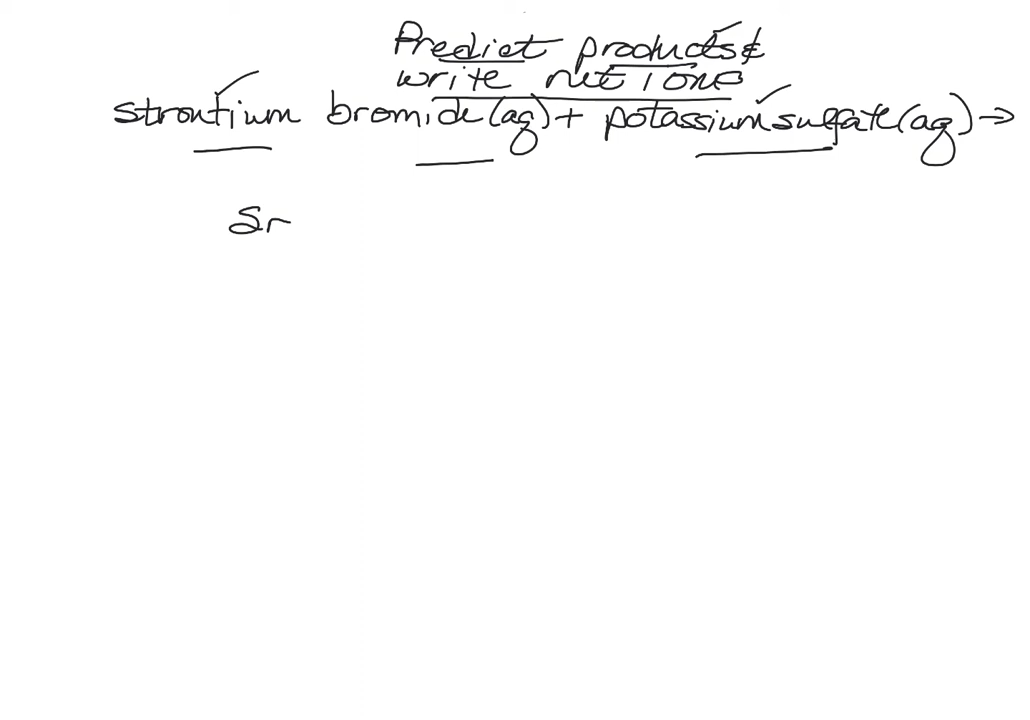 Predict products &
write net ionic
strontium bromide(aq) + potassium sulfate(aq) →
Sr